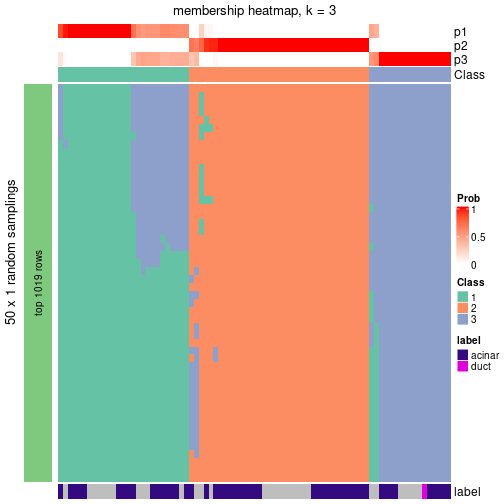 membership heatmap, k = 3
p1
p2
p3
Class
50 x 1 random samplings
top 1019 rows
Prob
1
0.5
0
Class
1
2
3
label
acinar
duct
label